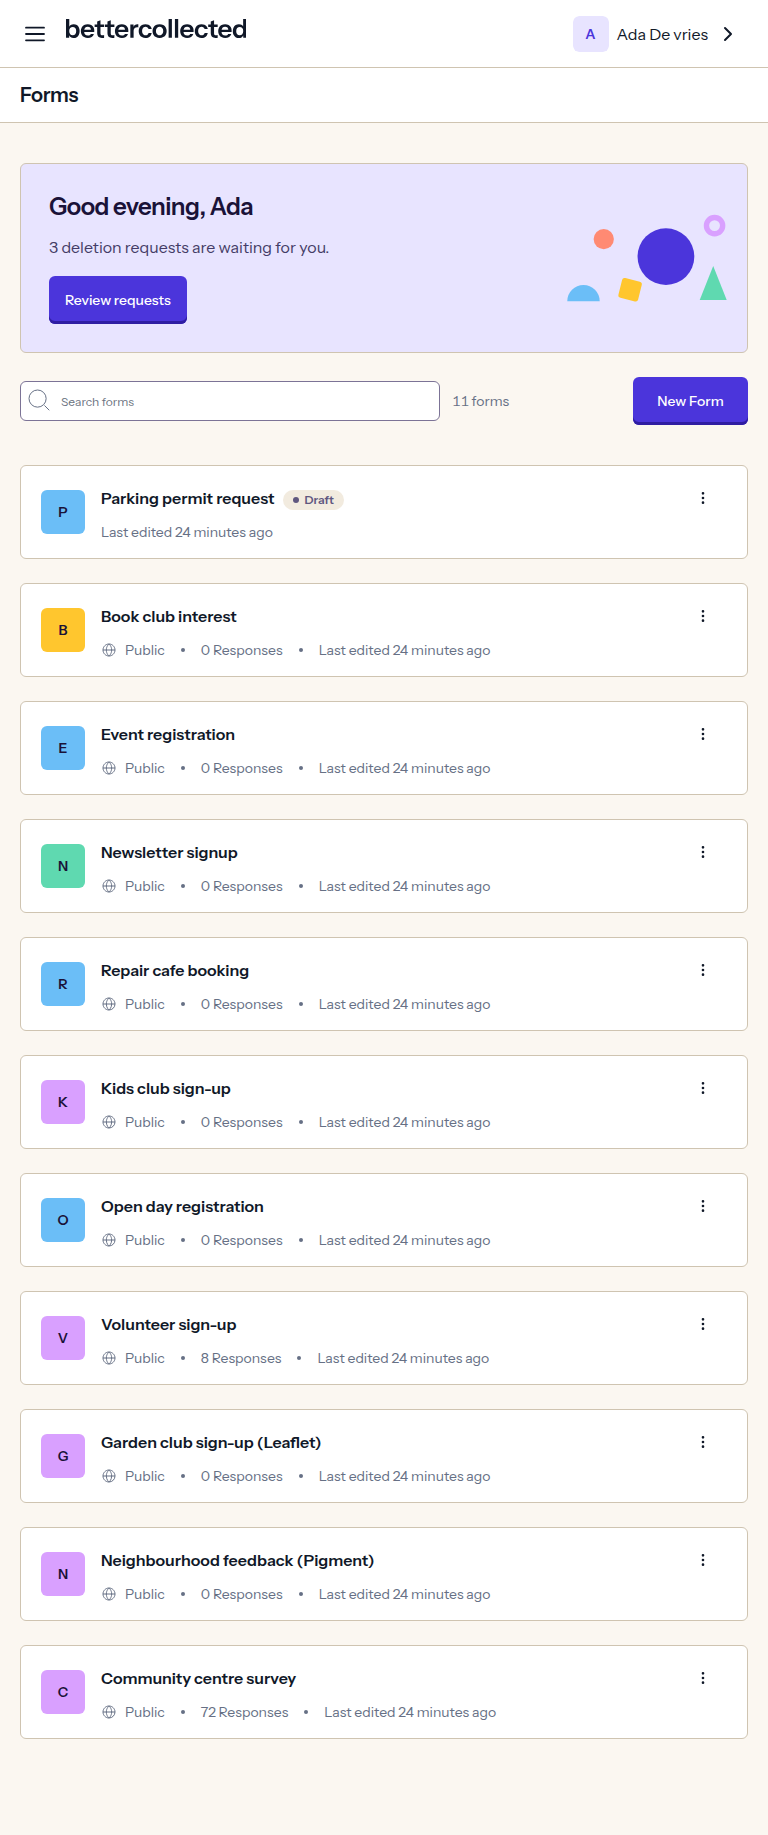 bettercollected
A
Ada De vries
Forms
Good evening, Ada
3 deletion requests are waiting for you.
Review requests
Search forms
11 forms
New Form
P
Parking permit request
Draft
Last edited 24 minutes ago
B
Book club interest
Public • 0 Responses • Last edited 24 minutes ago
E
Event registration
Public • 0 Responses • Last edited 24 minutes ago
N
Newsletter signup
Public • 0 Responses • Last edited 24 minutes ago
R
Repair cafe booking
Public • 0 Responses • Last edited 24 minutes ago
K
Kids club sign-up
Public • 0 Responses • Last edited 24 minutes ago
O
Open day registration
Public • 0 Responses • Last edited 24 minutes ago
V
Volunteer sign-up
Public • 8 Responses • Last edited 24 minutes ago
G
Garden club sign-up (Leaflet)
Public • 0 Responses • Last edited 24 minutes ago
N
Neighbourhood feedback (Pigment)
Public • 0 Responses • Last edited 24 minutes ago
C
Community centre survey
Public • 72 Responses • Last edited 24 minutes ago